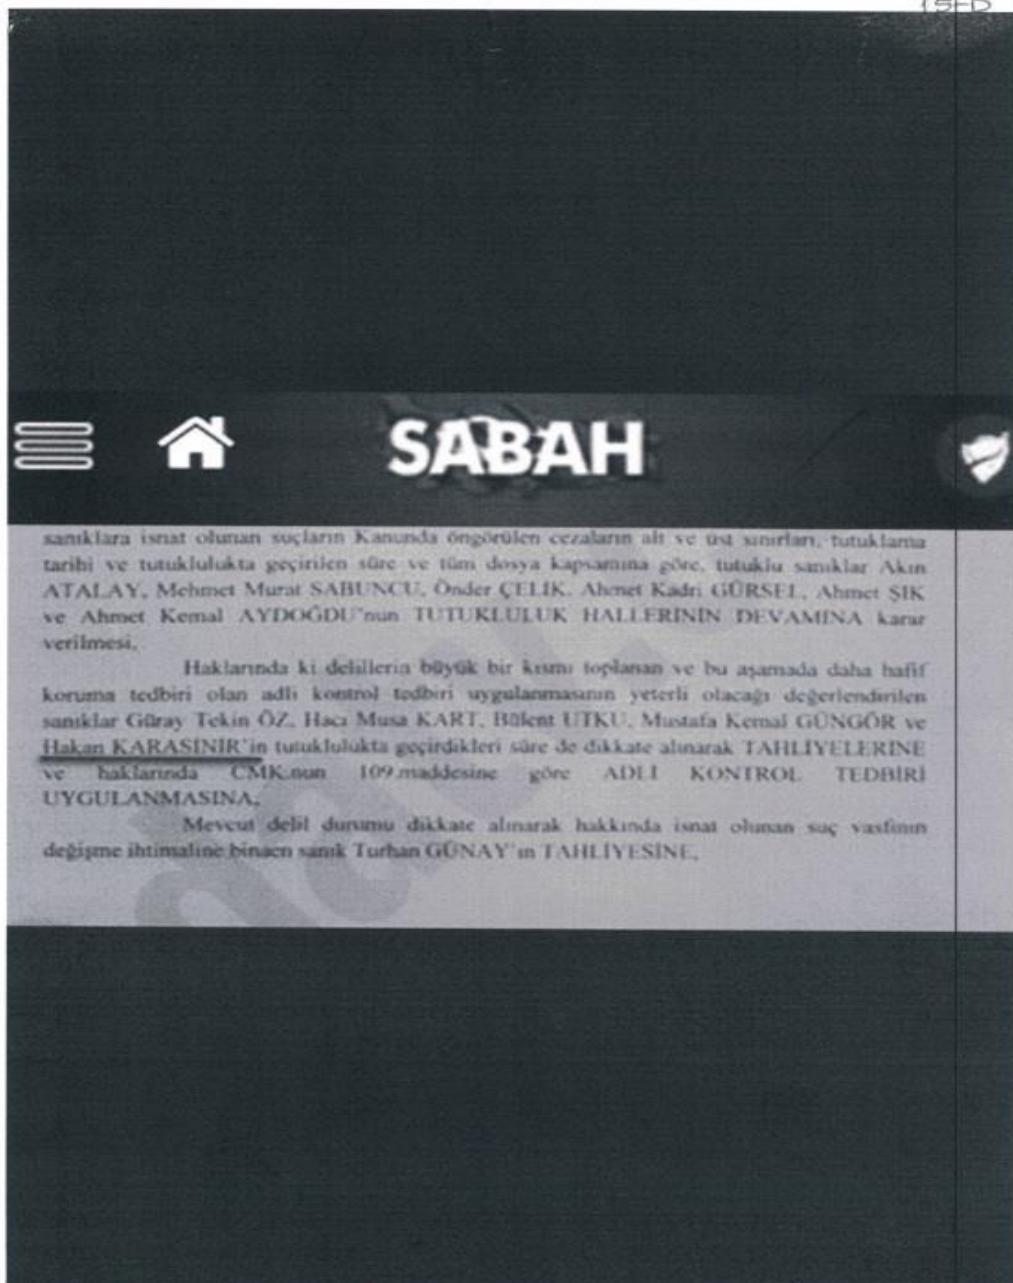 15ED
SABAH
sanıklara isnat olunan suçların Kanunda öngörülen cezaların alt ve üst sınırları, tutuklama
tarihi ve tutuklulukta geçirilen süre ve tüm dosya kapsamına göre, tutuklu sanıklar Akın
ATALAY, Mehmet Murat SABUNCU, Önder ÇELİK, Ahmet Kadri GÜRSEL, Ahmet ŞIK
ve Ahmet Kemal AYDOĞDU'nun TUTUKLULUK HALLERİNİN DEVAMINA karar
verilmesi,
Haklarında ki delillerin büyük bir kısmı toplanan ve bu aşamada daha hafif
koruma tedbiri olan adli kontrol tedbiri uygulanmasının yeterli olacağı değerlendirilen
sanıklar Güray Tekin ÖZ, Hacı Musa KART, Bülent UTKU, Mustafa Kemal GÜNGÖR ve
Hakan KARASİNİR'in tutuklulukta geçirdikleri süre de dikkate alınarak TAHLİYELERİNE
ve haklarında CMK.nun 109.maddesine göre ADLİ KONTROL TEDBİRİ
UYGULANMASINA,
Mevcut delil durumu dikkate alınarak hakkında isnat olunan suç vasfının
değişme ihtimaline binaen sanık Turhan GÜNAY'ın TAHLİYESİNE,